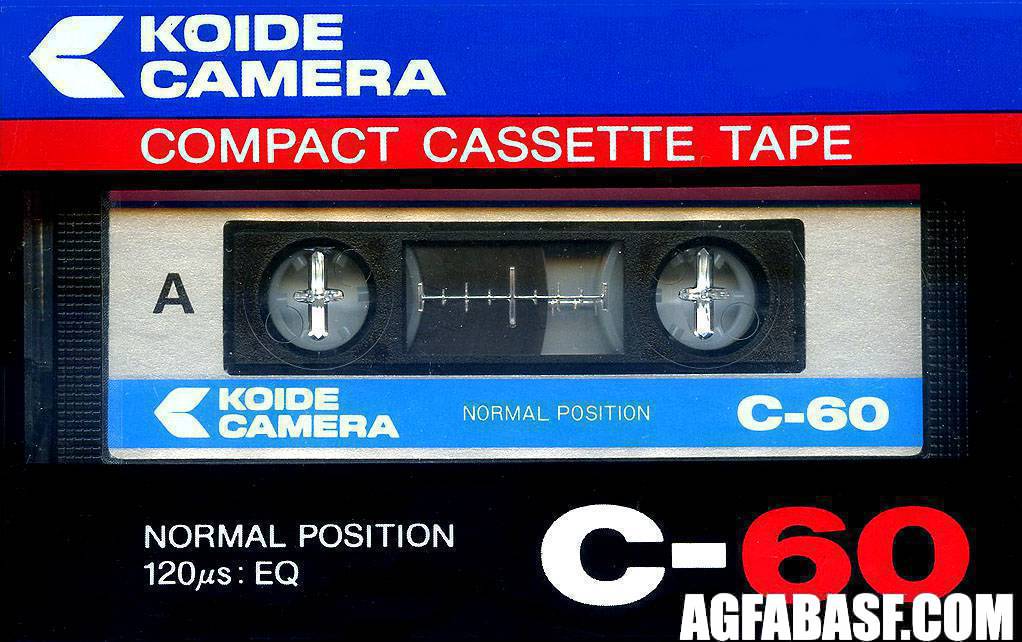 KOIDE
CAMERA
COMPACT CASSETTE TAPE
A
KOIDE
CAMERA
NORMAL POSITION
C-60
NORMAL POSITION
120µs: EQ
C-60
AGFABASF.COM